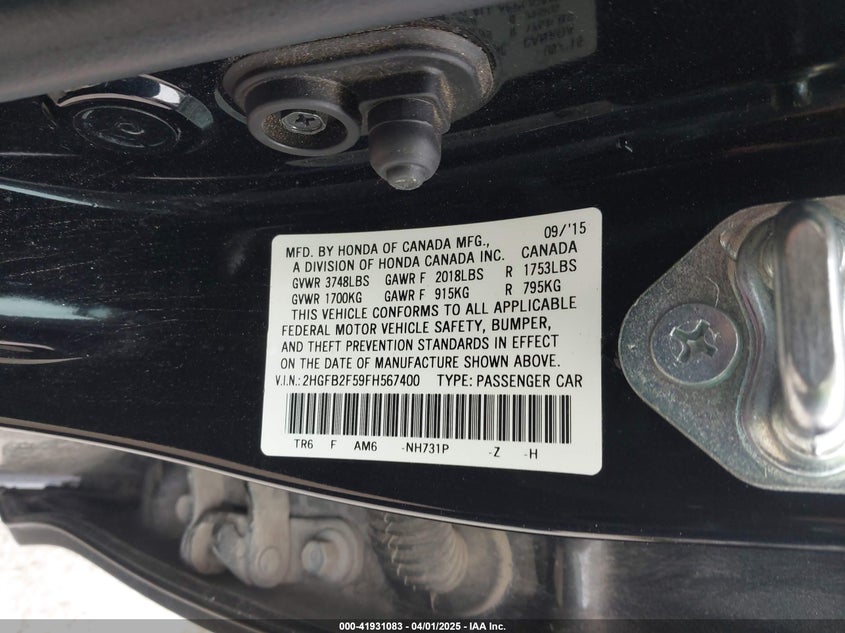 MFD. BY HONDA OF CANADA MFG., 09/'15
A DIVISION OF HONDA CANADA INC. CANADA
GVWR 3748LBS GAWR F 2018LBS R 1753LBS
GVWR 1700KG GAWR F 915KG R 795KG
THIS VEHICLE CONFORMS TO ALL APPLICABLE
FEDERAL MOTOR VEHICLE SAFETY, BUMPER,
AND THEFT PREVENTION STANDARDS IN EFFECT
ON THE DATE OF MANUFACTURE SHOWN ABOVE.
V.I.N.: 2HGFB2F59FH567400 TYPE: PASSENGER CAR
TR6 F AM6 -NH731P -Z -H
000-41931083 - 04/01/2025 - IAA Inc.